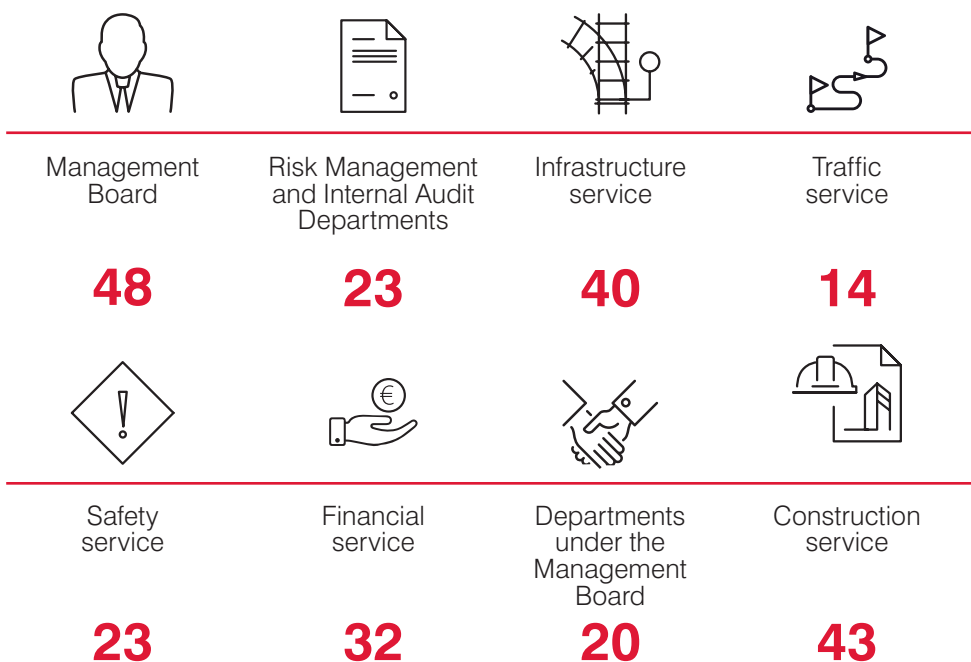 Management
Board
48
Risk Management
and Internal Audit
Departments
23
Infrastructure
service
40
Traffic
service
14
€
Safety
service
23
Financial
service
32
Departments
under the
Management
Board
20
Construction
service
43